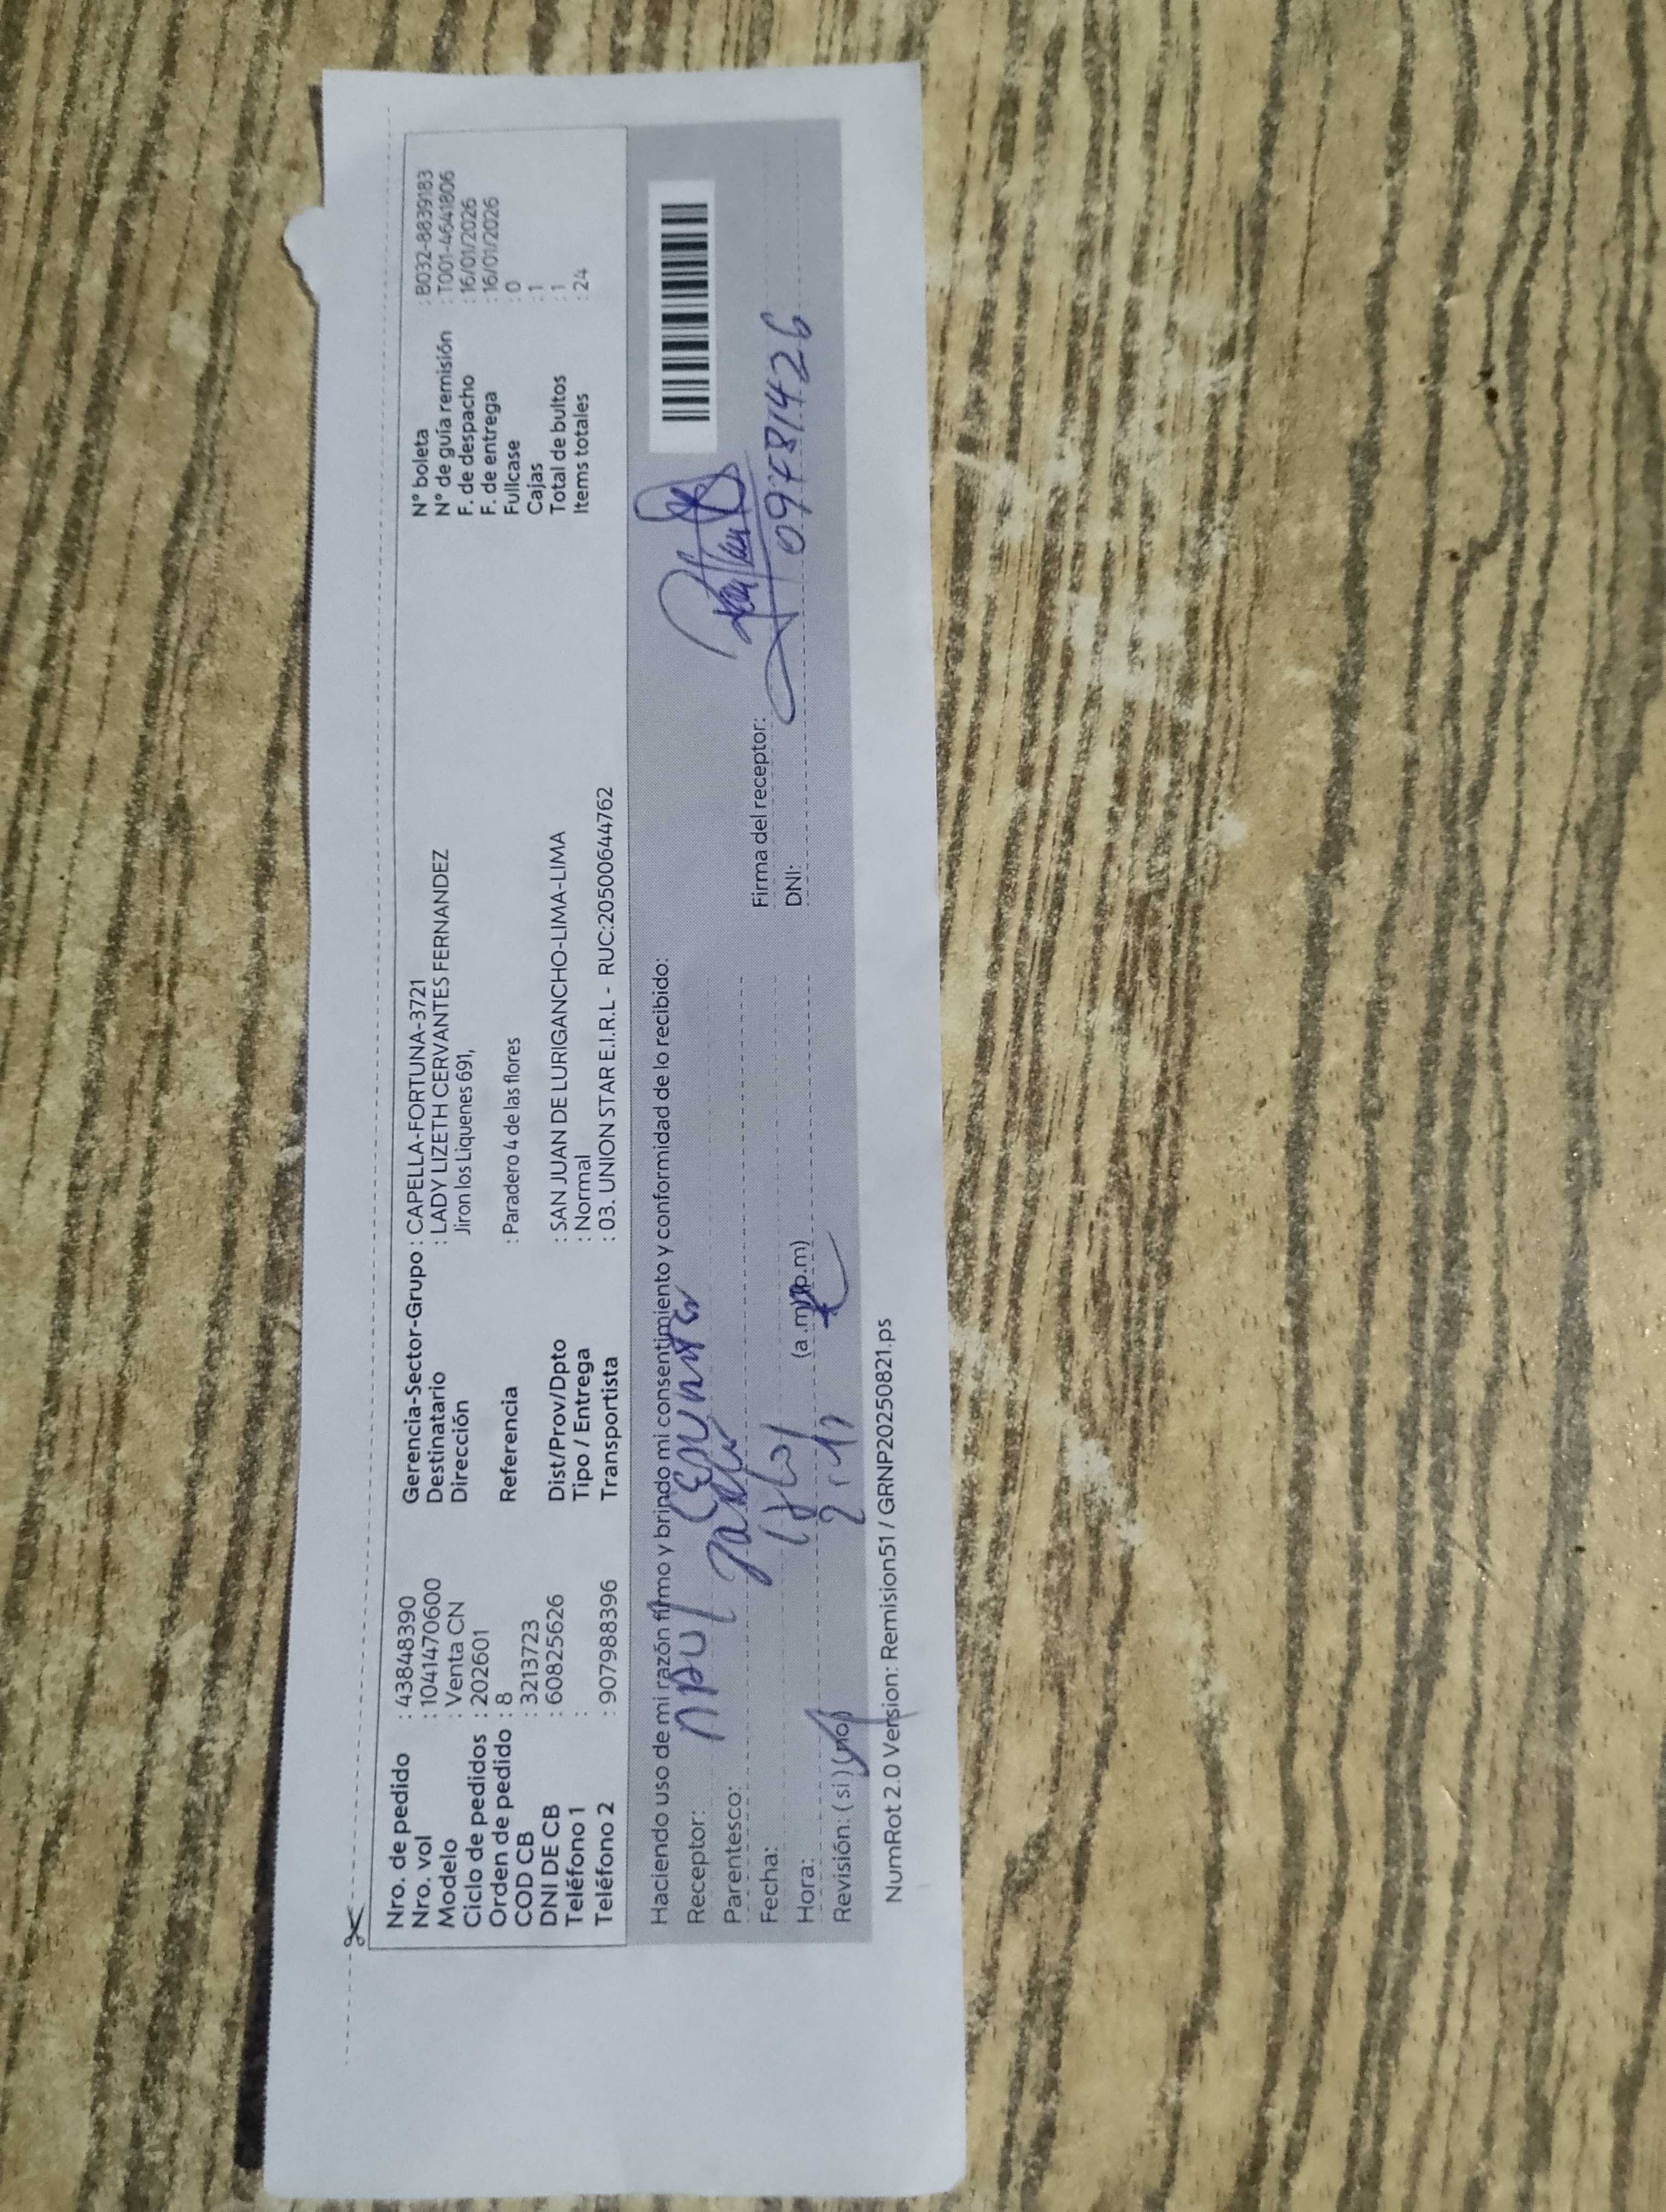 Nro. de pedido : 43848390
Nro. vol : 1041470600
Modelo : Venta CN
Ciclo de pedidos : 202601
Orden de pedido : 8
COD CB : 3213723
DNI DE CB : 60825626
Teléfono 1 :
Teléfono 2 : 907988396
Gerencia-Sector-Grupo : CAPELLA-FORTUNA-3721
Destinatario : LADY LIZETH CERVANTES FERNANDEZ
Dirección Jiron los Liquenes 691,
Referencia : Paradero 4 de las flores
Dist/Prov/Dpto : SAN JUAN DE LURIGANCHO-LIMA-LIMA
Tipo / Entrega : Normal
Transportista : 03. UNION STAR E.I.R.L - RUC:20500644762
N° boleta : B032-88839183
N° de guía remisión : T001-4641806
F. de despacho : 16/01/2026
F. de entrega : 16/01/2026
Fullcase : 0
Cajas : 1
Total de bultos : 1
Items totales : 24
Haciendo uso de mi razón firmo y brindo mi consentimiento y conformidad de lo recibido:
Receptor:
Parentesco:
Fecha:
Hora: (a.m/p.m)
Revisión: (si) (no)
Firma del receptor:
DNI: 09781426
NumRot 2.0 Version: Remision51 / GRNP20250821.ps